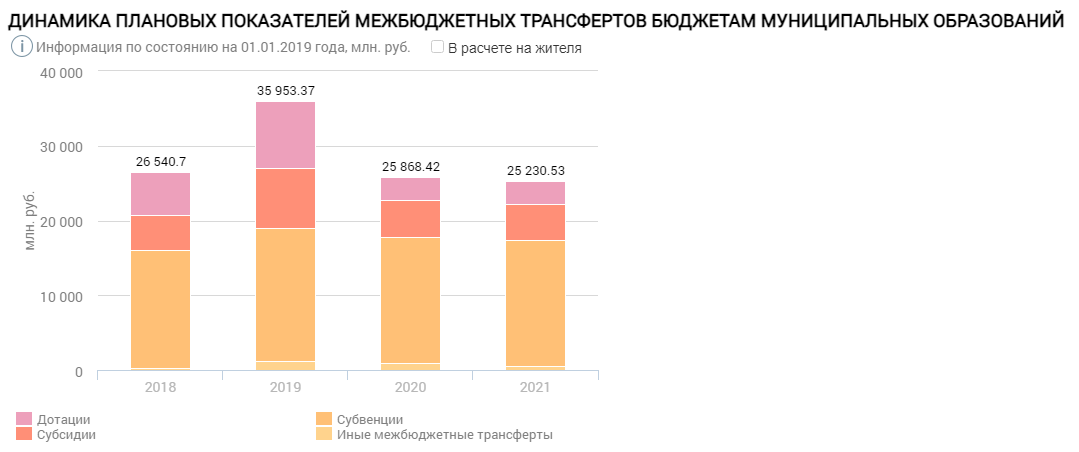 ДИНАМИКА ПЛАНОВЫХ ПОКАЗАТЕЛЕЙ МЕЖБЮДЖЕТНЫХ ТРАНСФЕРТОВ БЮДЖЕТАМ МУНИЦИПАЛЬНЫХ ОБРАЗОВАНИЙ
i Информация по состоянию на 01.01.2019 года, млн. руб. В расчете на жителя
млн. руб.
40 000
30 000
20 000
10 000
0
26 540.7
35 953.37
25 868.42
25 230.53
2018 2019 2020 2021
Дотации Субвенции
Субсидии Иные межбюджетные трансферты